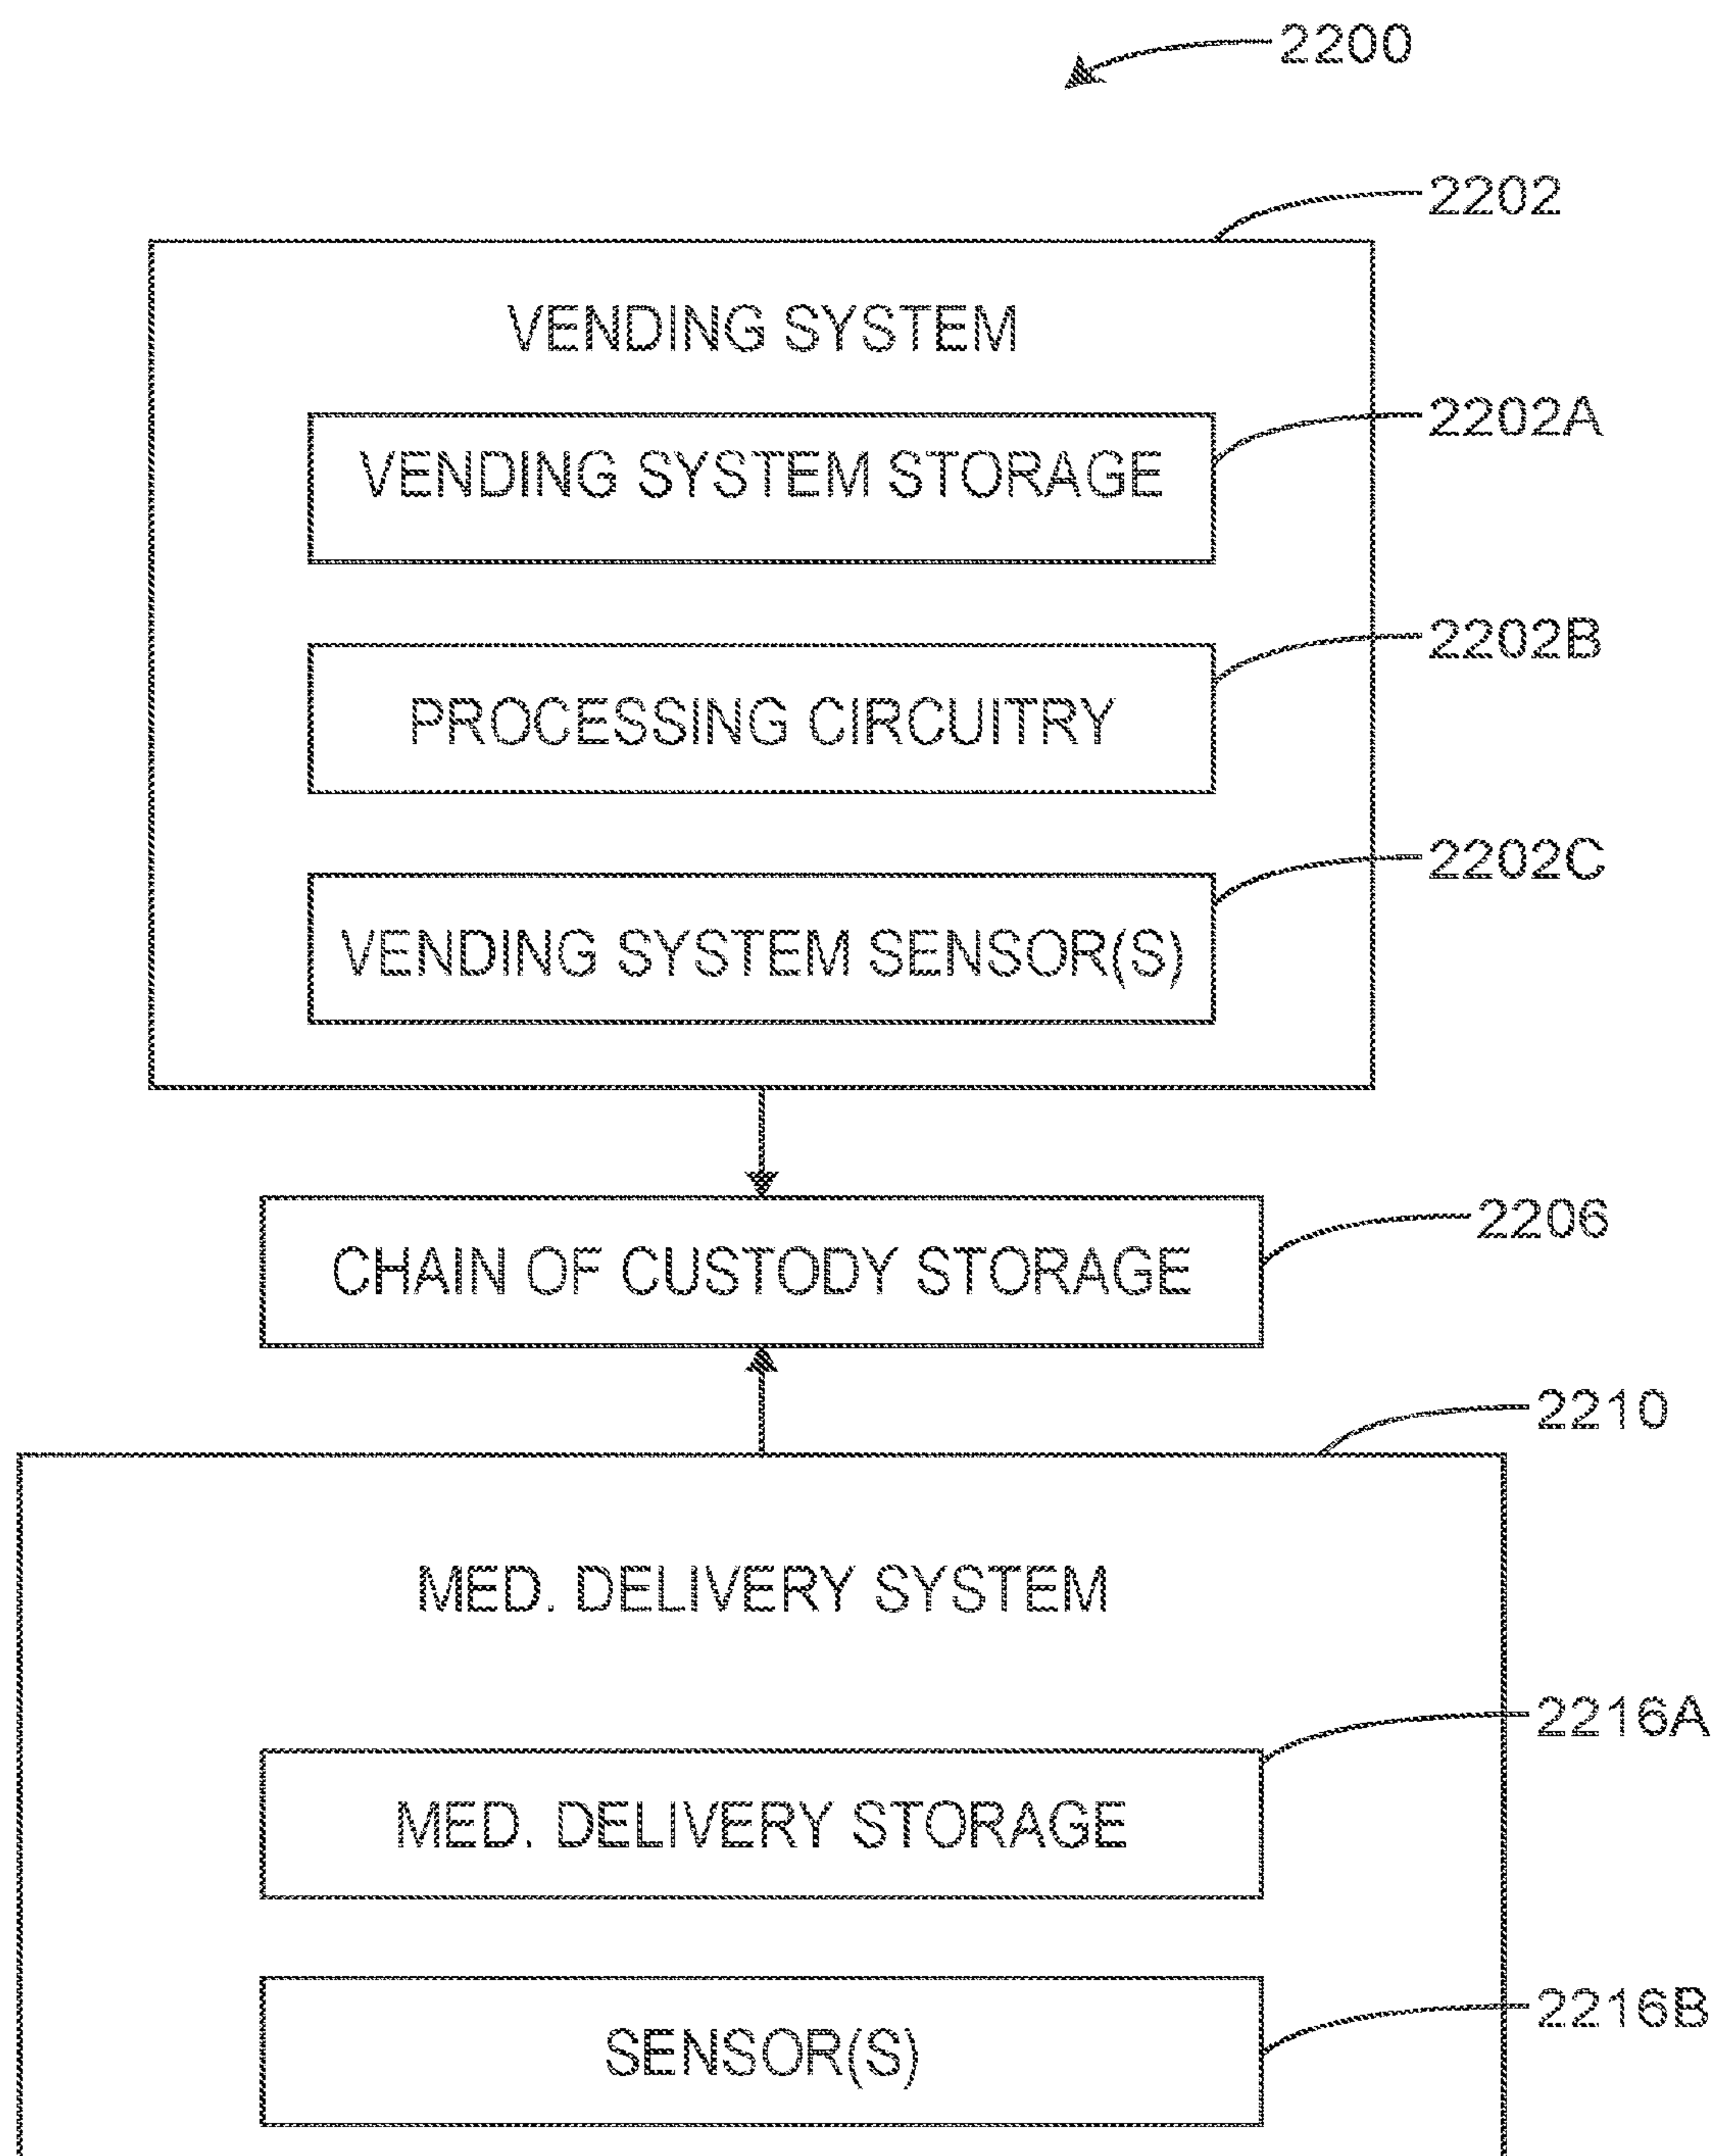 2200
2202
VENDING SYSTEM
2202A
VENDING SYSTEM STORAGE
2202B
PROCESSING CIRCUITRY
2202C
VENDING SYSTEM SENSOR(S)
2206
CHAIN OF CUSTODY STORAGE
2210
MED. DELIVERY SYSTEM
2216A
MED. DELIVERY STORAGE
2216B
SENSOR(S)